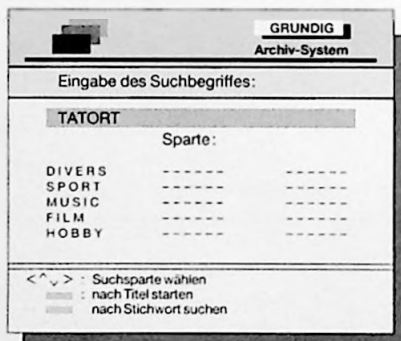 GRUNDIG
Archiv-System
Eingabe des Suchbegriffes:
TATORT
Sparte:
DIVERS ------ ------
SPORT ------ ------
MUSIC ------ ------
FILM ------ ------
HOBBY ------ ------
<^⌄> : Suchsparte wählen
: nach Titel starten
nach Stichwort suchen